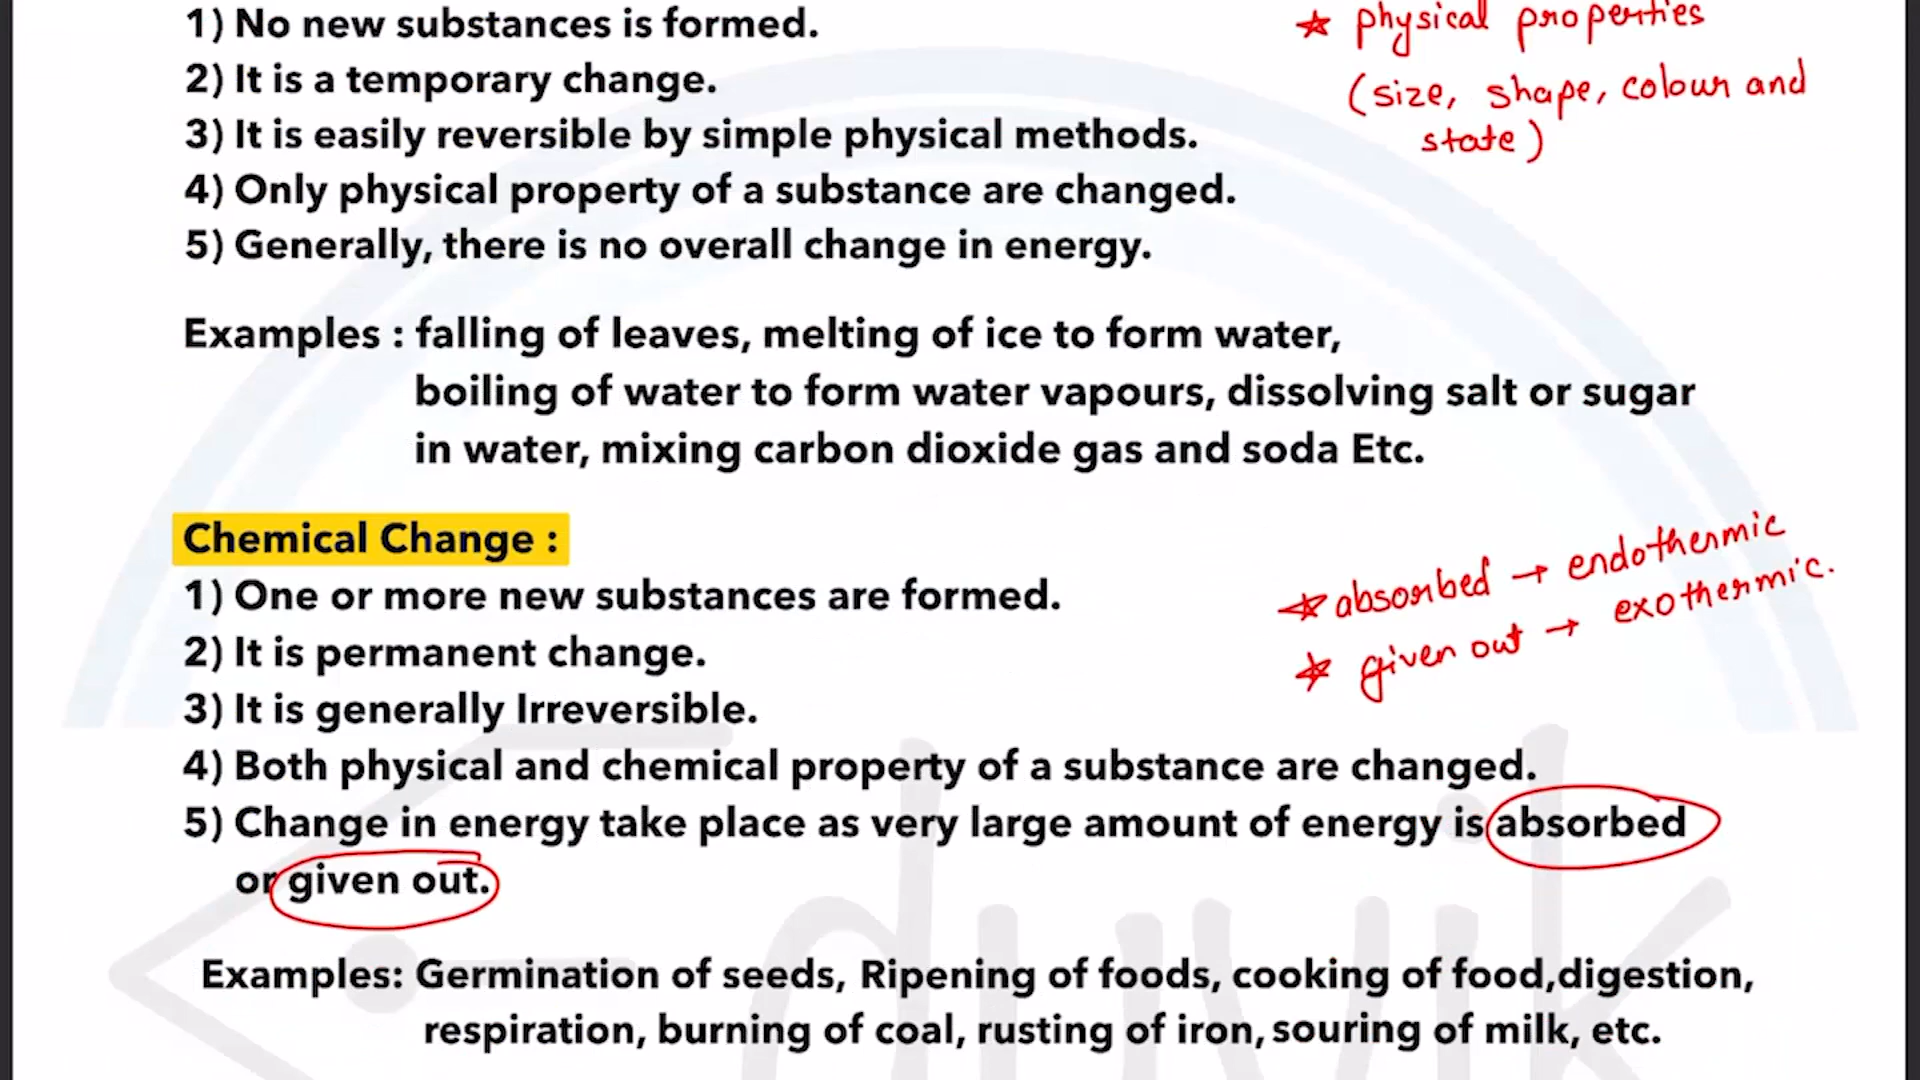 1) No new substances is formed.
2) It is a temporary change.
3) It is easily reversible by simple physical methods.
4) Only physical property of a substance are changed.
5) Generally, there is no overall change in energy.
★ physical properties
(size, shape, colour and
state)
Examples : falling of leaves, melting of ice to form water,
boiling of water to form water vapours, dissolving salt or sugar
in water, mixing carbon dioxide gas and soda Etc.
Chemical Change :
1) One or more new substances are formed.
2) It is permanent change.
3) It is generally Irreversible.
4) Both physical and chemical property of a substance are changed.
5) Change in energy take place as very large amount of energy is absorbed
or given out.
★ absorbed → endothermic
★ given out → exothermic.
Examples: Germination of seeds, Ripening of foods, cooking of food,digestion,
respiration, burning of coal, rusting of iron, souring of milk, etc.
Eduvik